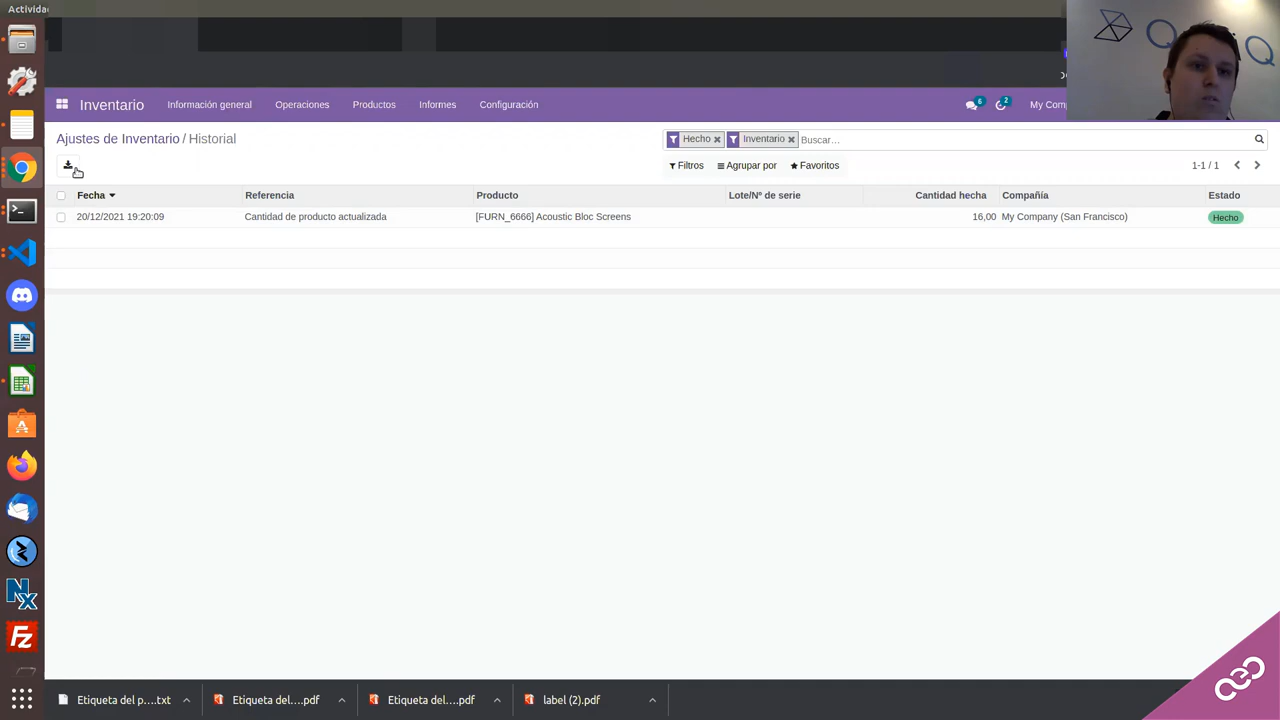 Activida
Inventario Información general Operaciones Productos Informes Configuración 6 2 My Comp
Ajustes de Inventario / Historial Hecho Inventario Buscar...
Filtros Agrupar por Favoritos 1-1 / 1
Fecha Referencia Producto Lote/Nº de serie Cantidad hecha Compañía Estado
20/12/2021 19:20:09 Cantidad de producto actualizada [FURN_6666] Acoustic Bloc Screens 16,00 My Company (San Francisco) Hecho
Etiqueta del p....txt Etiqueta del....pdf Etiqueta del....pdf label (2).pdf